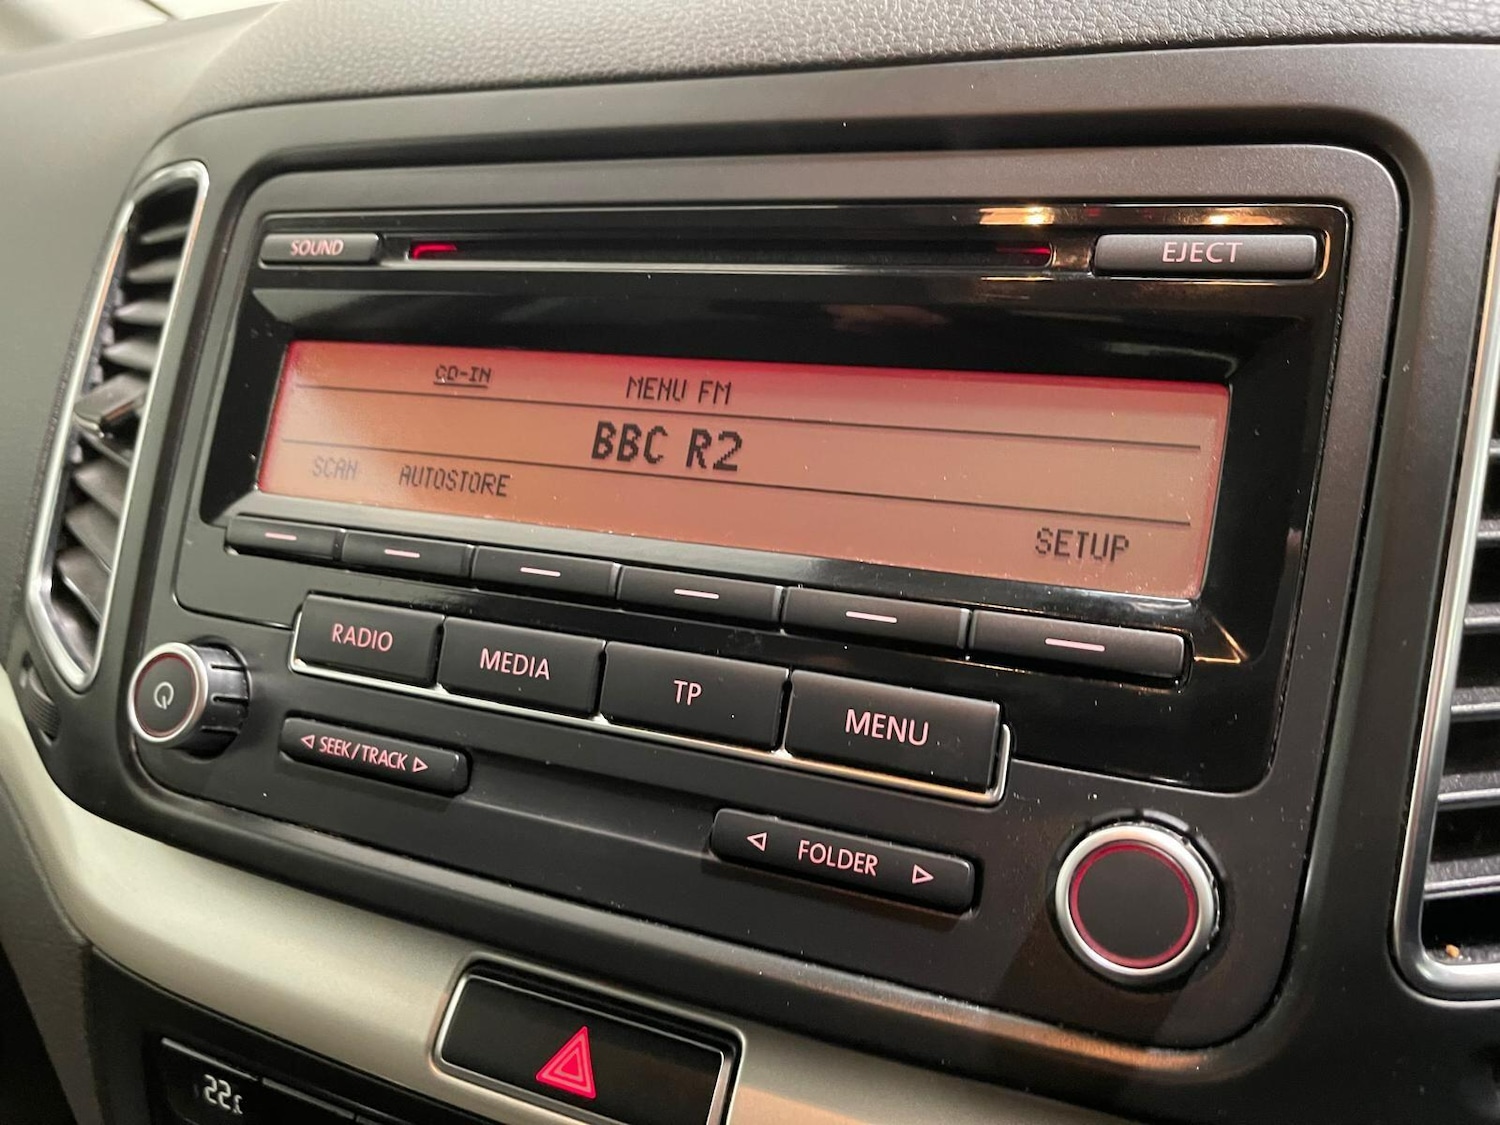 SOUND
EJECT
CD-IN
MENU FM
BBC R2
SCAN AUTOSTORE
SETUP
RADIO
MEDIA
TP
MENU
◁ SEEK/TRACK ▷
◁ FOLDER ▷